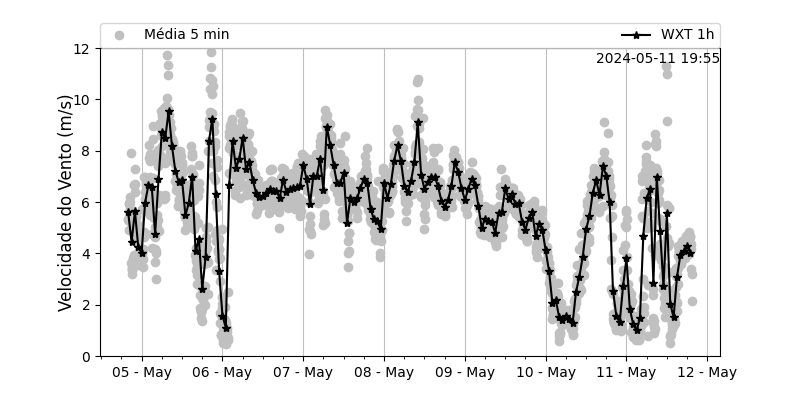 Média 5 min
WXT 1h
2024-05-11 19:55
Velocidade do Vento (m/s)
12
10
8
6
4
2
0
05 - May 06 - May 07 - May 08 - May 09 - May 10 - May 11 - May 12 - May